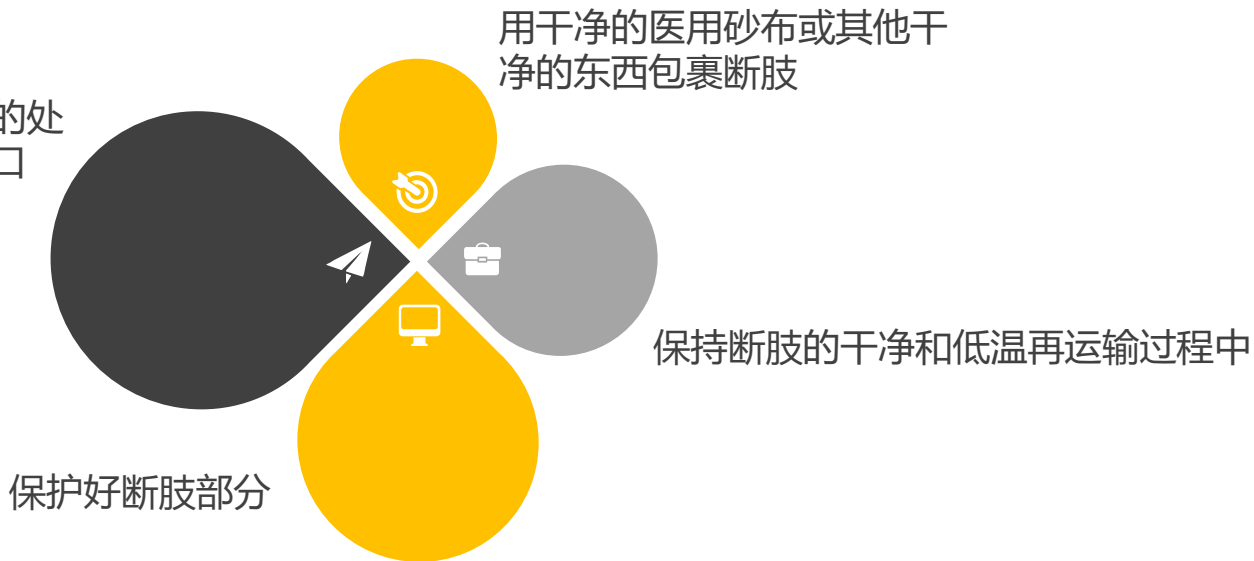 用干净的医用砂布或其他干
净的东西包裹断肢
的处
口
保持断肢的干净和低温再运输过程中
保护好断肢部分